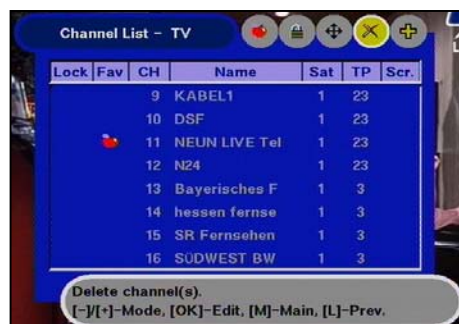 Channel List - TV
Lock Fav CH Name Sat TP Scr.
9 KABEL1 1 23
10 DSF 1 23
11 NEUN LIVE Tel 1 23
12 N24 1 23
13 Bayerisches F 1 3
14 hessen fernse 1 3
15 SR Fernsehen 1 3
16 SÜDWEST BW 1 3
Delete channel(s).
[-]/[+]-Mode, [OK]-Edit, [M]-Main, [L]-Prev.